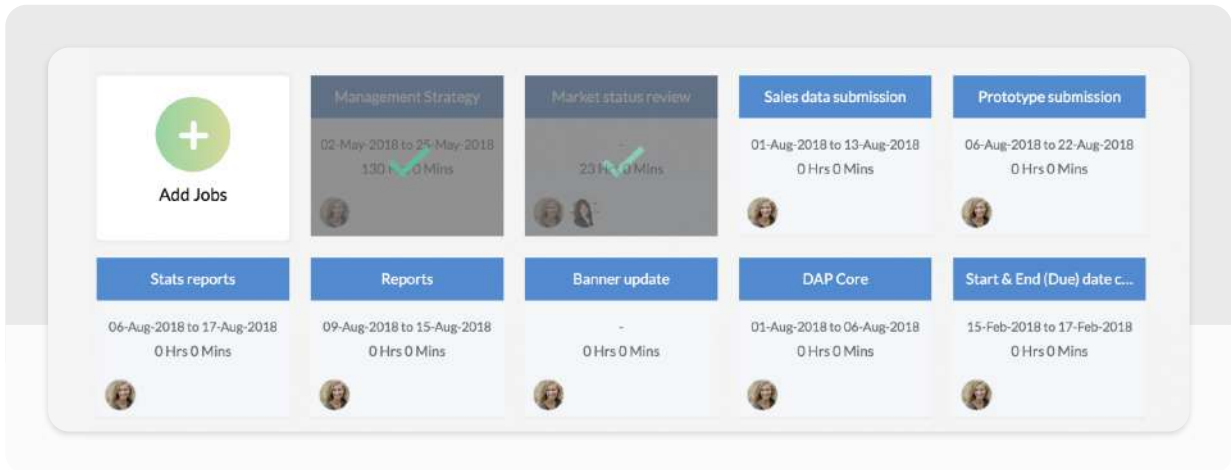 Add Jobs
Management Strategy
02-May-2018 to 25-May-2018
130 Mins
Market status review
-
23 Mins
Sales data submission
01-Aug-2018 to 13-Aug-2018
0 Hrs 0 Mins
Prototype submission
06-Aug-2018 to 22-Aug-2018
0 Hrs 0 Mins
Stats reports
06-Aug-2018 to 17-Aug-2018
0 Hrs 0 Mins
Reports
09-Aug-2018 to 15-Aug-2018
0 Hrs 0 Mins
Banner update
-
0 Hrs 0 Mins
DAP Core
01-Aug-2018 to 06-Aug-2018
0 Hrs 0 Mins
Start & End (Due) date c...
15-Feb-2018 to 17-Feb-2018
0 Hrs 0 Mins